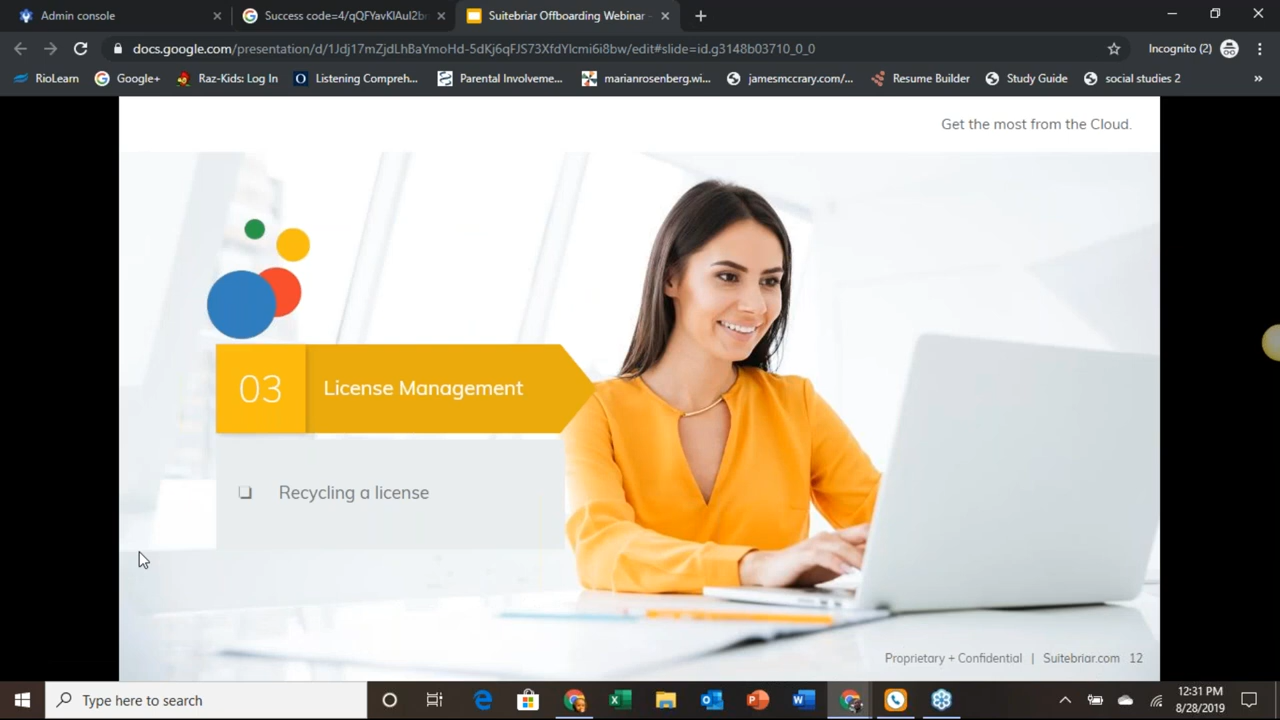 Admin console
Success code=4/qQFYavKlAul2b
Suitebriar Offboarding Webinar -
docs.google.com/presentation/d/1Jdj17mZjdLhBaYmoHd-5dKj6qFJS73XfdYlcmi6i8bw/edit#slide=id.g3148b03710_0_0
Incognito (2)
RioLearn
Google+
Raz-Kids: Log In
Listening Compreh...
Parental Involveme...
marianrosenberg.wi...
jamesmccrary.com/...
Resume Builder
Study Guide
social studies 2
»
Get the most from the Cloud.
03
License Management
Recycling a license
Proprietary + Confidential | Suitebriar.com 12
Type here to search
12:31 PM
8/28/2019